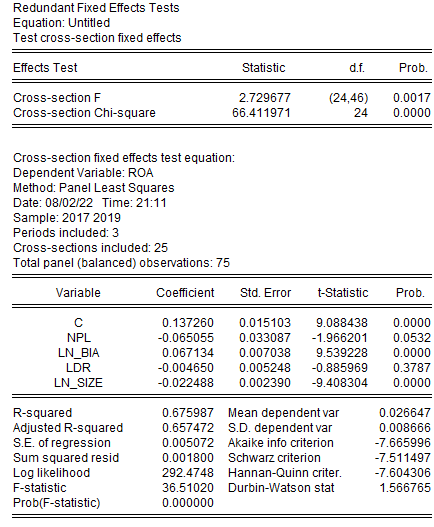 Redundant Fixed Effects Tests
Equation: Untitled
Test cross-section fixed effects
Effects Test Statistic d.f. Prob.
Cross-section F 2.729677 (24,46) 0.0017
Cross-section Chi-square 66.411971 24 0.0000
Cross-section fixed effects test equation:
Dependent Variable: ROA
Method: Panel Least Squares
Date: 08/02/22 Time: 21:11
Sample: 2017 2019
Periods included: 3
Cross-sections included: 25
Total panel (balanced) observations: 75
Variable Coefficient Std. Error t-Statistic Prob.
C 0.137260 0.015103 9.088438 0.0000
NPL -0.065055 0.033087 -1.966201 0.0532
LN_BIA 0.067134 0.007038 9.539228 0.0000
LDR -0.004650 0.005248 -0.885969 0.3787
LN_SIZE -0.022488 0.002390 -9.408304 0.0000
R-squared 0.675987 Mean dependent var 0.026647
Adjusted R-squared 0.657472 S.D. dependent var 0.008666
S.E. of regression 0.005072 Akaike info criterion -7.665996
Sum squared resid 0.001800 Schwarz criterion -7.511497
Log likelihood 292.4748 Hannan-Quinn criter. -7.604306
F-statistic 36.51020 Durbin-Watson stat 1.566765
Prob(F-statistic) 0.000000